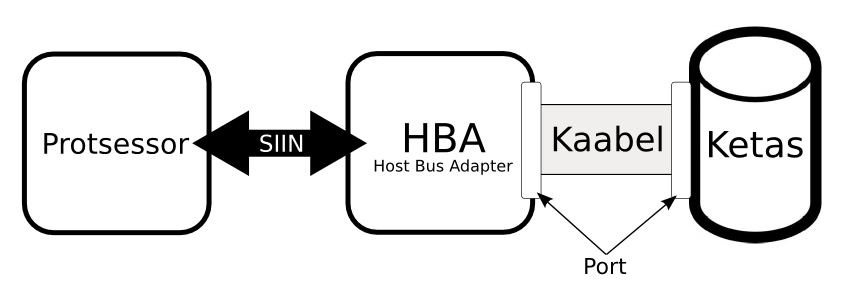 Protsessor
SIIN
HBA
Host Bus Adapter
Kaabel
Ketas
Port